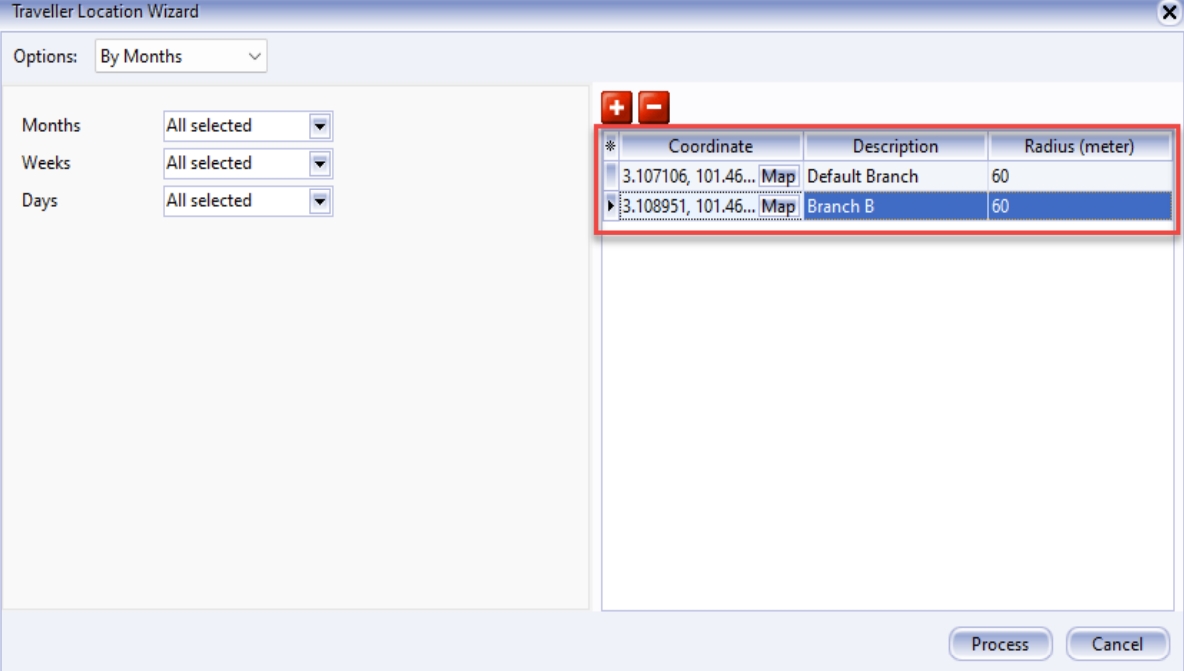 Traveller Location Wizard
Options: By Months
Months All selected
Weeks All selected
Days All selected
Coordinate Description Radius (meter)
3.107106, 101.46... Map Default Branch 60
3.108951, 101.46... Map Branch B 60
Process Cancel